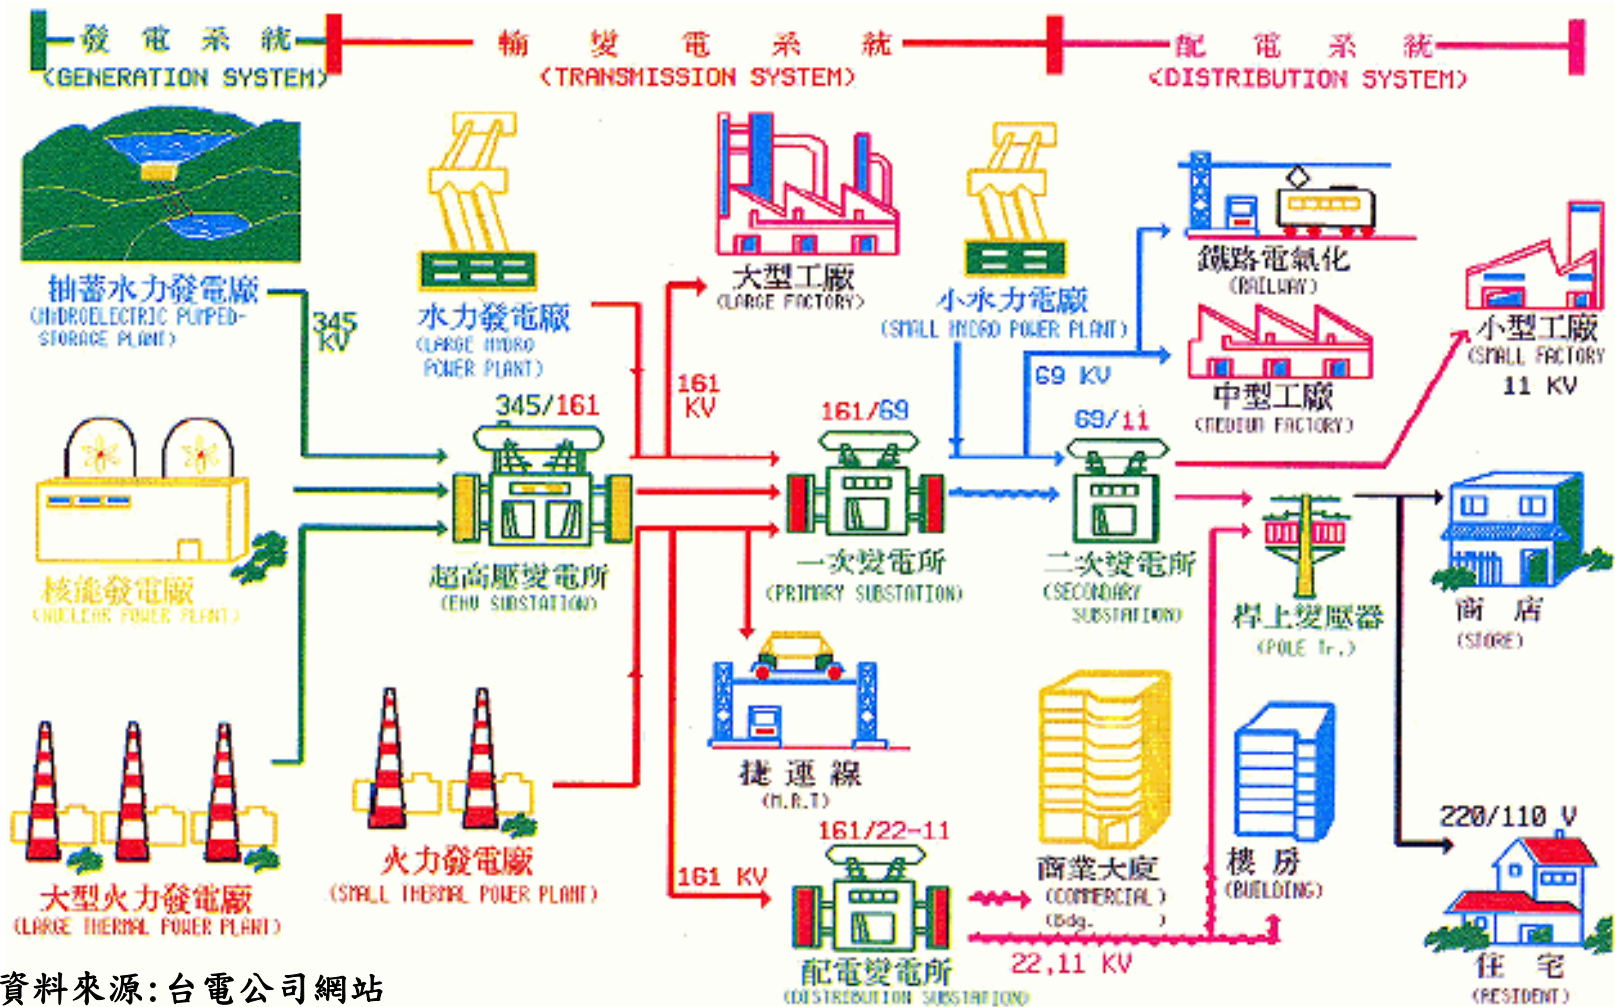 發電系統
(GENERATION SYSTEM)
輸變電系統
(TRANSMISSION SYSTEM)
配電系統
(DISTRIBUTION SYSTEM)
抽蓄水力發電廠
(HYDROELECTRIC PUMPED-
STORAGE PLANT)
345
KV
水力發電廠
(LARGE HYDRO
POWER PLANT)
大型工廠
(LARGE FACTORY)
小水力電廠
(SMALL HYDRO POWER PLANT)
鐵路電氣化
(RAILWAY)
小型工廠
(SMALL FACTORY
11 KV
161
KV
69 KV
中型工廠
(MEDIUM FACTORY)
345/161
161/69
69/11
核能發電廠
(NUCLEAR POWER PLANT)
超高壓變電所
(EHV SUBSTATION)
一次變電所
(PRIMARY SUBSTATION)
二次變電所
(SECONDARY
SUBSTATION)
桿上變壓器
(POLE Tr.)
商店
(STORE)
捷運線
(M.R.T)
大型火力發電廠
(LARGE THERMAL POWER PLANT)
火力發電廠
(SMALL THERMAL POWER PLANT)
161 KV
161/22-11
配電變電所
(DISTRIBUTION SUBSTATION)
商業大廈
(COMMERCIAL)
(Bdg. )
樓房
(BUILDING)
22,11 KV
220/110 V
住宅
(RESIDENT)
資料來源:台電公司網站